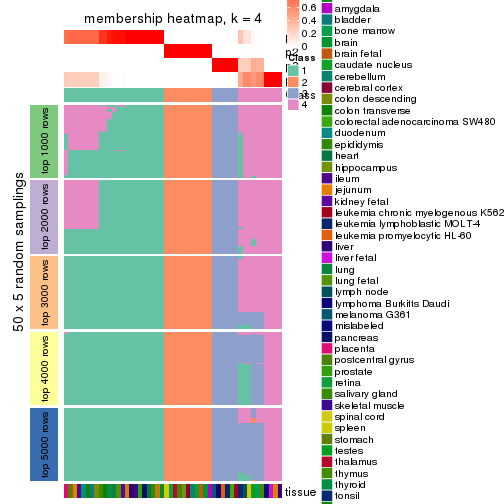 membership heatmap, k = 4
50 x 5 random samplings
top 1000 rows
top 2000 rows
top 3000 rows
top 4000 rows
top 5000 rows
0.6
0.4
0.2
0
Class
1
2
3
4
tissue
amygdala
bladder
bone marrow
brain
brain fetal
caudate nucleus
cerebellum
cerebral cortex
colon descending
colon transverse
colorectal adenocarcinoma SW480
duodenum
epididymis
heart
hippocampus
ileum
jejunum
kidney fetal
leukemia chronic myelogenous K562
leukemia lymphoblastic MOLT-4
leukemia promyelocytic HL-60
liver
liver fetal
lung
lung fetal
lymph node
lymphoma Burkitts Daudi
melanoma G361
mislabeled
pancreas
placenta
postcentral gyrus
prostate
retina
salivary gland
skeletal muscle
spinal cord
spleen
stomach
testes
thalamus
thymus
thyroid
tonsil